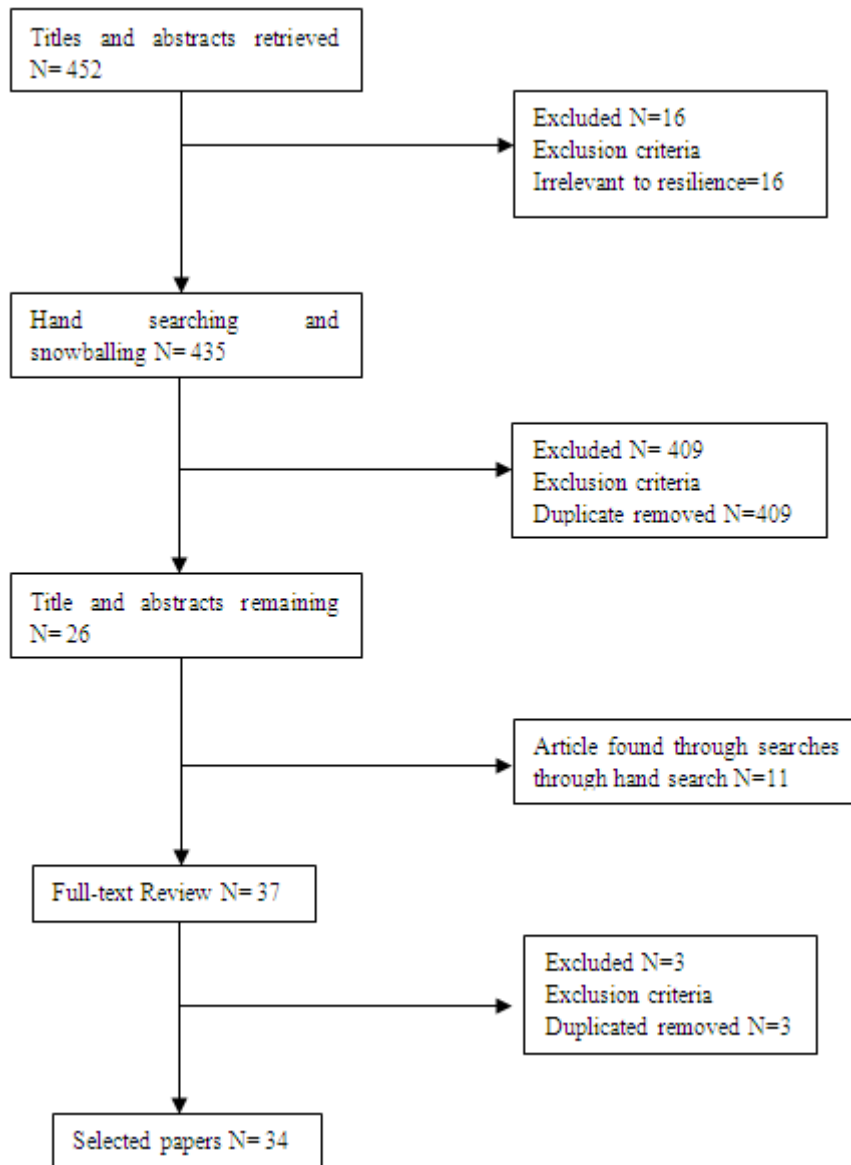 Titles and abstracts retrieved
N= 452
Excluded N=16
Exclusion criteria
Irrelevant to resilience=16
Hand searching and
snowballing N= 435
Excluded N= 409
Exclusion criteria
Duplicate removed N=409
Title and abstracts remaining
N= 26
Article found through searches
through hand search N=11
Full-text Review N= 37
Excluded N=3
Exclusion criteria
Duplicated removed N=3
Selected papers N= 34